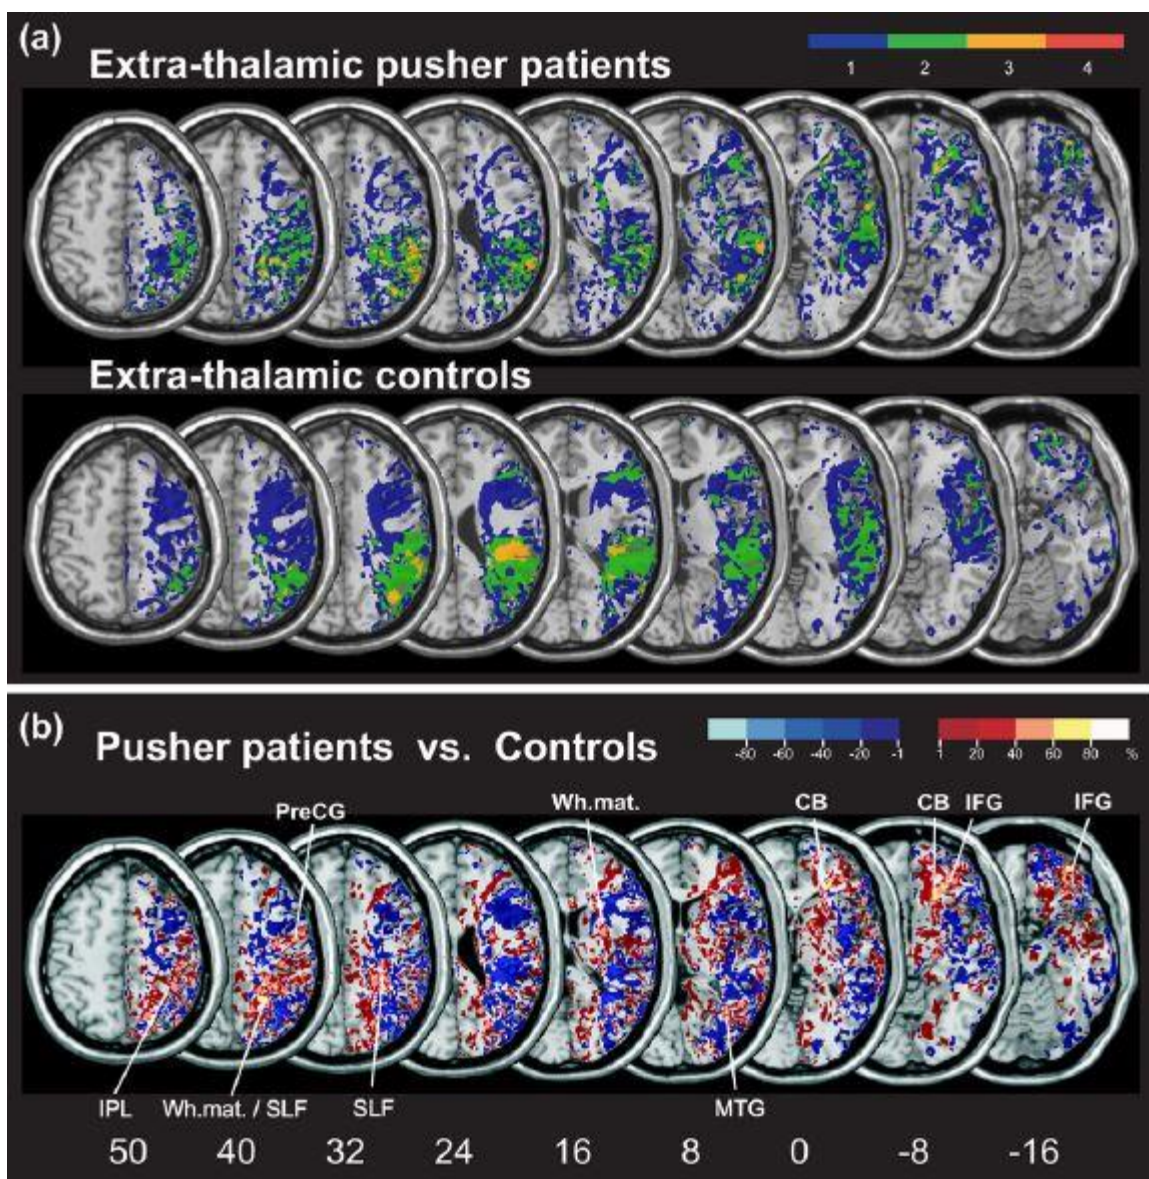 (a)
Extra-thalamic pusher patients
1 2 3 4
Extra-thalamic controls
(b)
Pusher patients vs. Controls
-80 -60 -40 -20 -1 1 20 40 60 80 %
PreCG Wh.mat. CB CB IFG IFG
IPL Wh.mat. / SLF SLF MTG
50 40 32 24 16 8 0 -8 -16